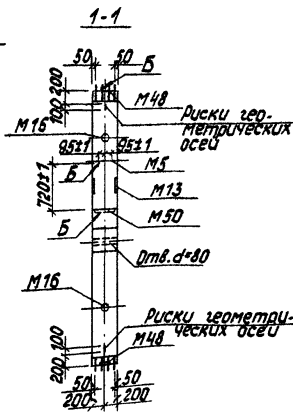 1-1
50 50
Б
200
100
М48
Риски гео-
метрических
осей
М16
95±1 95±1
Б
М5
720±1
М13
Б
М50
Отв. d=80
М16
Риски геометри-
ческих осей
100
200
М48
50 50
200 200